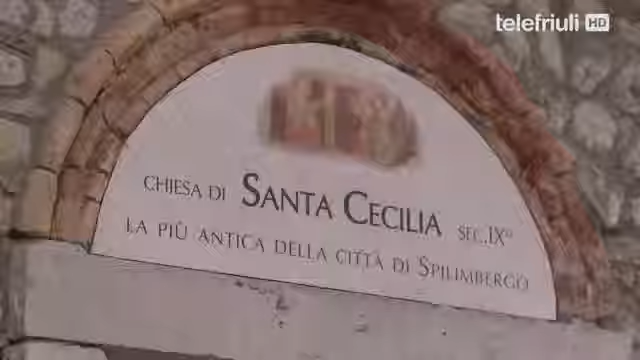 telefriuli HD
CHIESA DI SANTA CECILIA SEC. IX°
LA PIÙ ANTICA DELLA CITTÀ DI SPILIMBERGO